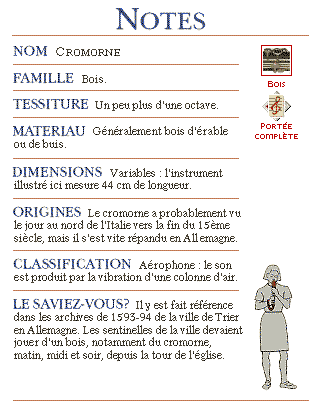 NOTES
NOM CROMORNE
FAMILLE Bois.
TESSITURE Un peu plus d'une octave.
MATERIAU Généralement bois d'érable
ou de buis.
DIMENSIONS Variables : l'instrument
illustré ici mesure 44 cm de longueur.
ORIGINES Le cromorne a probablement vu
le jour au nord de l'Italie vers la fin du 15ème
siècle, mais il s'est vite répandu en Allemagne.
CLASSIFICATION Aérophone : le son
est produit par la vibration d'une colonne d'air.
LE SAVIEZ-VOUS? Il y est fait référence
dans les archives de 1593-94 de la ville de Trier
en Allemagne. Les sentinelles de la ville devaient
jouer d'un bois, notamment du cromorne,
matin, midi et soir, depuis la tour de l'église.
BOIS
PORTÉE
COMPLÈTE